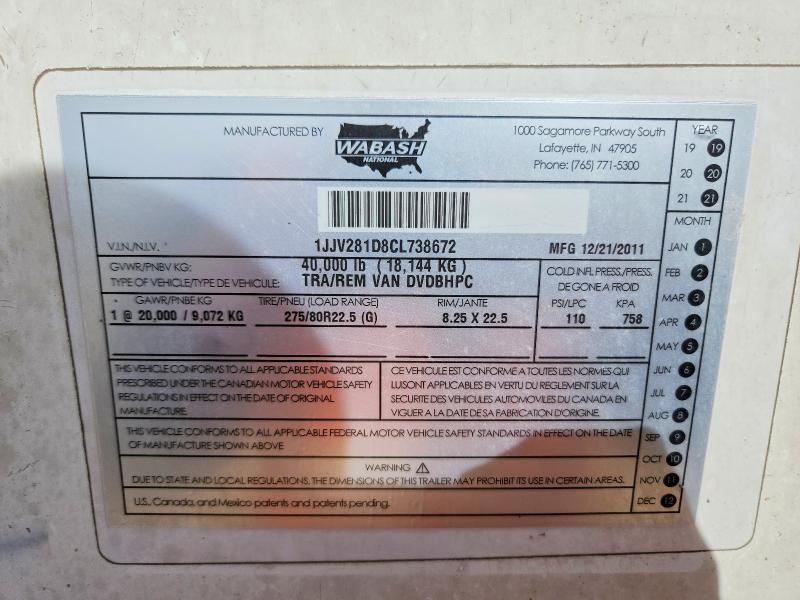 MANUFACTURED BY
WABASH
NATIONAL
1000 Sagamore Parkway South
Lafayette, IN 47905
Phone: (765) 771-5300
V.I.N./N.I.V.
1JJV281D8CL738672
MFG 12/21/2011
GVWR/PNBV KG:
40,000 lb ( 18,144 KG )
TYPE OF VEHICLE/TYPE DE VEHICULE:
TRA/REM VAN DVDBHPC
COLD INFL.PRESS./PRESS.
DE GONE A FROID
GAWR/PNBE KG
TIRE/PNEU (LOAD RANGE)
RIM/JANTE
PSI/LPC
KPA
1 @ 20,000 / 9,072 KG
275/80R22.5 (G)
8.25 X 22.5
110
758
THIS VEHICLE CONFORMS TO ALL APPLICABLE STANDARDS
PRESCRIBED UNDER THE CANADIAN MOTOR VEHICLE SAFETY
REGULATIONS IN EFFECT ON THE DATE OF ORIGINAL
MANUFACTURE.
CE VEHICULE EST CONFORME A TOUTES LES NORMES QUI
LUI SONT APPLICABLES EN VERTU DU REGLEMENT SUR LA
SECURITE DES VEHICULES AUTOMOVILES DU CANADA EN
VIGUER A LA DATE DE SA FABRICATION D'ORIGINE.
THIS VEHICLE CONFORMS TO ALL APPLICABLE FEDERAL MOTOR VEHICLE SAFETY STANDARDS IN EFFECT ON THE DATE
OF MANUFACTURE SHOWN ABOVE
WARNING
DUE TO STATE AND LOCAL REGULATIONS, THE DIMENSIONS OF THIS TRAILER MAY PROHIBIT ITS USE IN CERTAIN AREAS.
U.S., Canada, and Mexico patents and patents pending.
YEAR
19 19
20 20
21 21
MONTH
JAN 1
FEB 2
MAR 3
APR 4
MAY 5
JUN 6
JUL 7
AUG 8
SEP 9
OCT 10
NOV 11
DEC 12